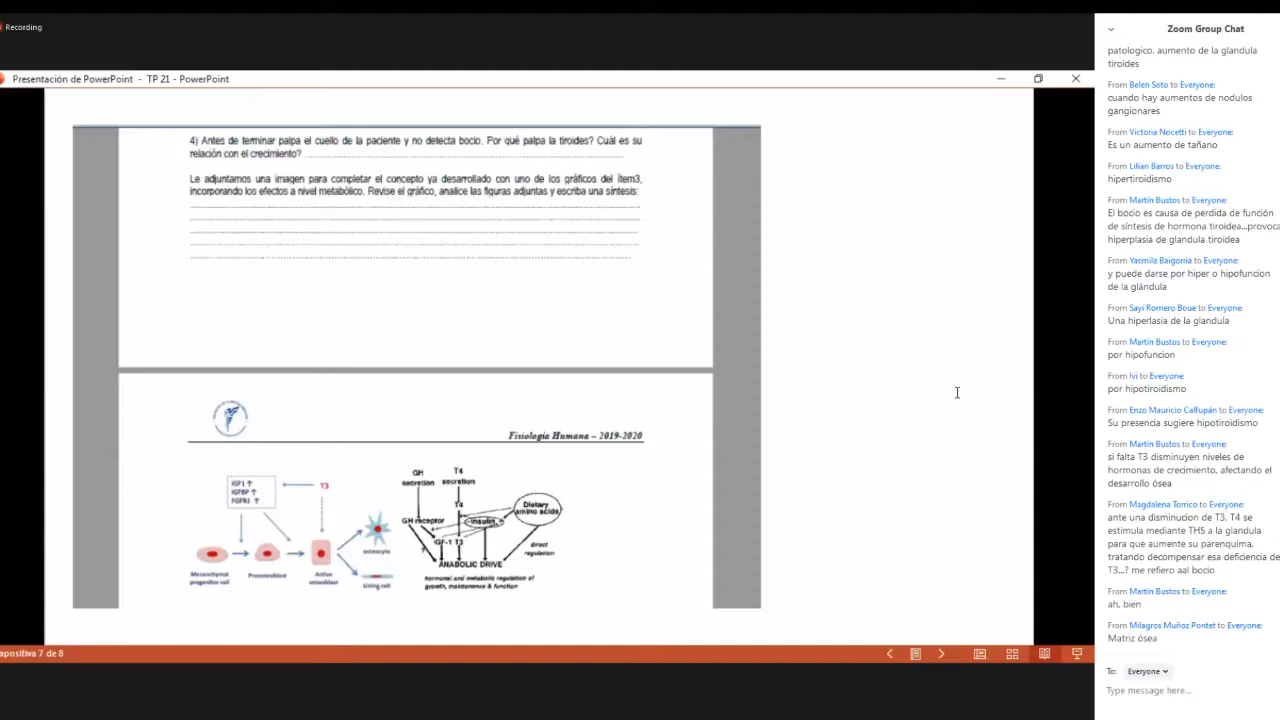 Recording
Presentación de PowerPoint - TP 21 - PowerPoint
4) Antes de terminar palpa el cuello de la paciente y no detecta bocio. Por qué palpa la tiroides? Cuál es su
relación con el crecimiento?
Le adjuntamos una imagen para completar el concepto ya desarrollado con uno de los gráficos del ítem3,
incorporando los efectos a nivel metabólico. Revise el gráfico, analice las figuras adjuntas y escriba una síntesis:
Fisiología Humana – 2019-2020
IGF1 ↑
IGFBP ↑
FGFR1 ↑
T3
Mesenchymal
progenitor cell
Preosteoblast
Active
osteoblast
osteocyte
Lining cell
GH
secretion
T4
secretion
T4
GH receptor
insulin
Dietary
amino acids
IGF-1 T3
direct
regulation
ANABOLIC DRIVE
hormonal and metabolic regulation of
growth, maintenance & function
apositiva 7 de 8
Zoom Group Chat
patologico. aumento de la glandula
tiroides
From Belen Soto to Everyone:
cuando hay aumentos de nodulos
gangionares
From Victoria Nocetti to Everyone:
Es un aumento de tañano
From Lilian Barros to Everyone:
hipertiroidismo
From Martín Bustos to Everyone:
El bocio es causa de perdida de función
de síntesis de hormona tiroidea...provoca
hiperplasia de glandula tiroidea
From Yasmila Baigorria to Everyone:
y puede darse por hiper o hipofuncion
de la glándula
From Sayi Romero Boue to Everyone:
Una hiperlasia de la glandula
From Martín Bustos to Everyone:
por hipofuncion
From Ivi to Everyone:
por hipotiroidismo
From Enzo Mauricio Calfupán to Everyone:
Su presencia sugiere hipotiroidismo
From Martín Bustos to Everyone:
si falta T3 disminuyen niveles de
hormonas de crecimiento, afectando el
desarrollo ósea
From Magdalena Torrico to Everyone:
ante una disminucion de T3, T4 se
estimula mediante THS a la glandula
para que aumente su parenquima,
tratando decompensar esa deficiencia de
T3...? me refiero aal bocio
From Martín Bustos to Everyone:
ah, bien
From Milagros Muñoz Pontet to Everyone:
Matriz ósea
To: Everyone
Type message here...